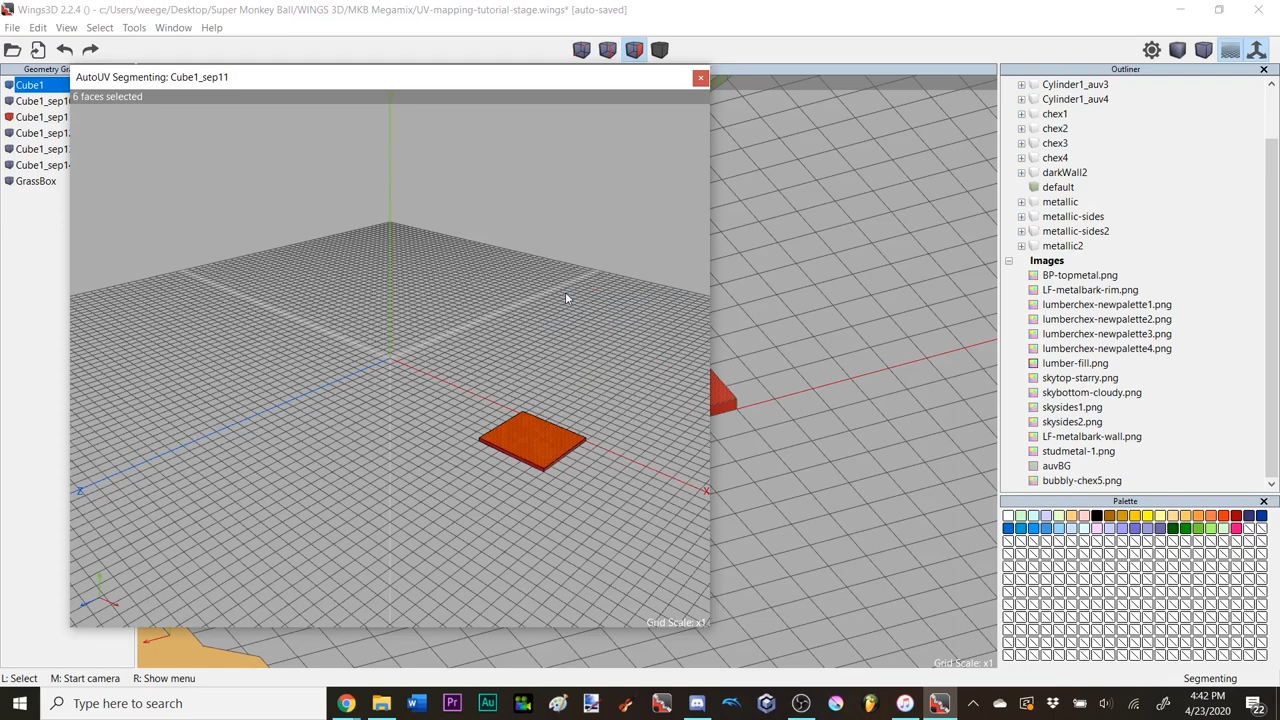 Wings3D 2.2.4 () - c:/Users/weege/Desktop/Super Monkey Ball/WINGS 3D/MKB Megamix/UV-mapping-tutorial-stage.wings* [auto-saved]
File Edit View Select Tools Window Help
Geometry Gr
Cube1
Cube1_sep1
Cube1_sep1
Cube1_sep1
Cube1_sep1
Cube1_sep1
GrassBox
AutoUV Segmenting: Cube1_sep11
6 faces selected
Z
X
Grid Scale: x1
Grid Scale: x1
Outliner
Cylinder1_auv3
Cylinder1_auv4
chex1
chex2
chex3
chex4
darkWall2
default
metallic
metallic-sides
metallic-sides2
metallic2
Images
BP-topmetal.png
LF-metalbark-rim.png
lumberchex-newpalette1.png
lumberchex-newpalette2.png
lumberchex-newpalette3.png
lumberchex-newpalette4.png
lumber-fill.png
skytop-starry.png
skybottom-cloudy.png
skysides1.png
skysides2.png
LF-metalbark-wall.png
studmetal-1.png
auvBG
bubbly-chex5.png
Palette
L: Select M: Start camera R: Show menu
Segmenting
Type here to search
4:42 PM
4/23/2020
22